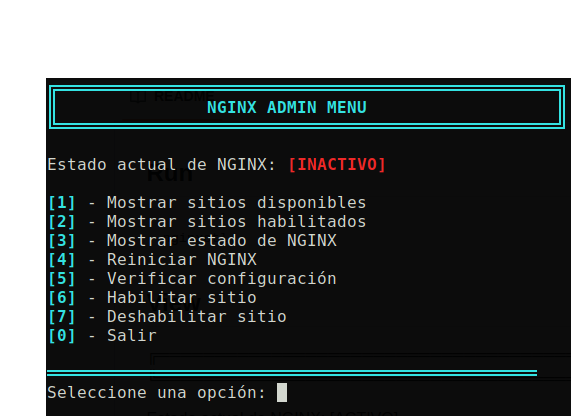 README
NGINX ADMIN MENU
Estado actual de NGINX: [INACTIVO]
[1] - Mostrar sitios disponibles
[2] - Mostrar sitios habilitados
[3] - Mostrar estado de NGINX
[4] - Reiniciar NGINX
[5] - Verificar configuración
[6] - Habilitar sitio
[7] - Deshabilitar sitio
[0] - Salir
Seleccione una opción: